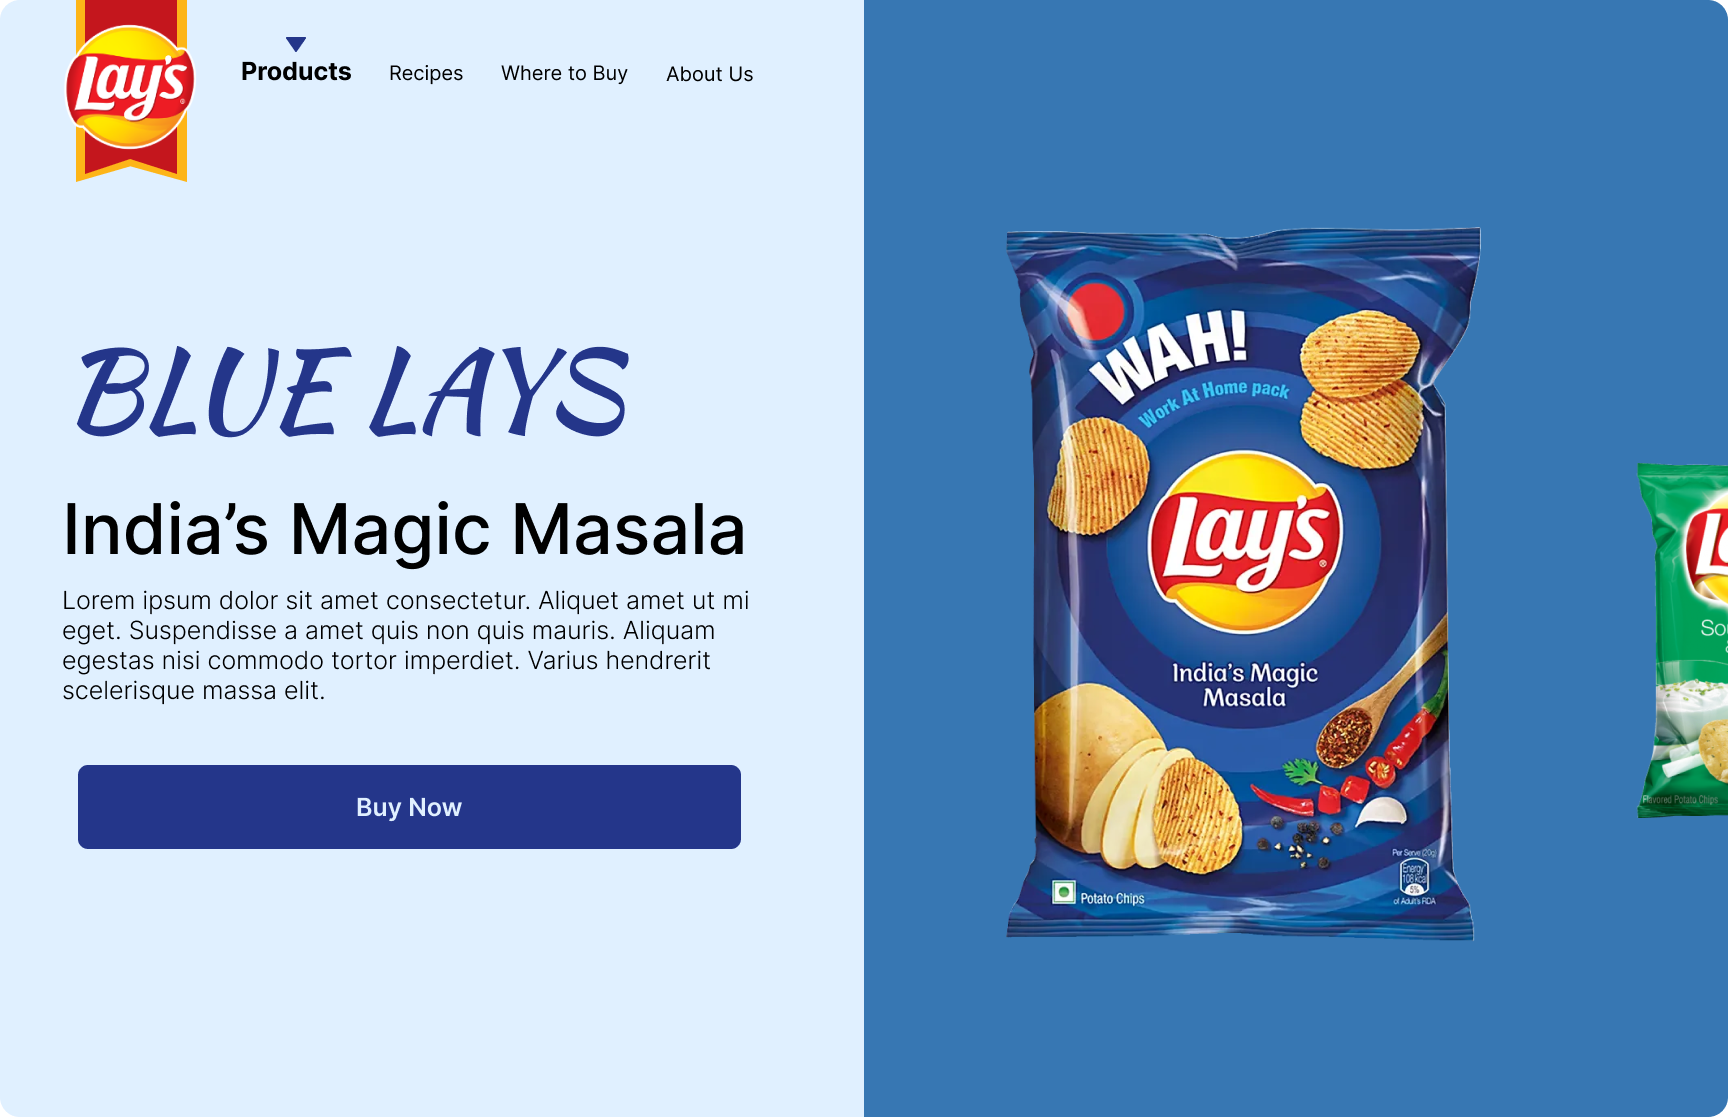 Lay's
Products
Recipes
Where to Buy
About Us
BLUE LAYS
India’s Magic Masala
Lorem ipsum dolor sit amet consectetur. Aliquet amet ut mi
eget. Suspendisse a amet quis non quis mauris. Aliquam
egestas nisi commodo tortor imperdiet. Varius hendrerit
scelerisque massa elit.
Buy Now
WAH!
Work At Home pack
Lay's
India's Magic
Masala
Potato Chips
Per Serve (20g)
Energy*
108 kcal
5%
of Adult's RDA
Flavored Potato Chips